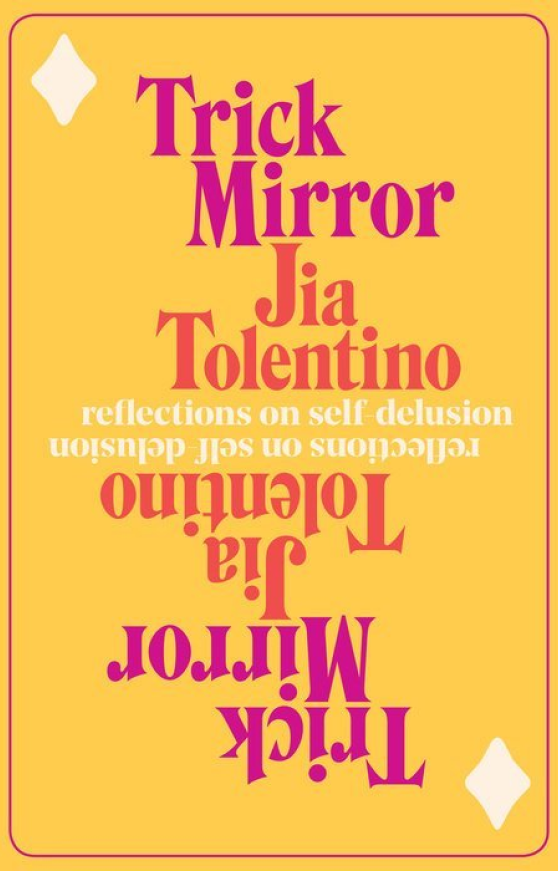 Trick
Mirror
Jia
Tolentino
reflections on self-delusion
reflections on self-delusion
Tolentino
Jia
Mirror
Trick